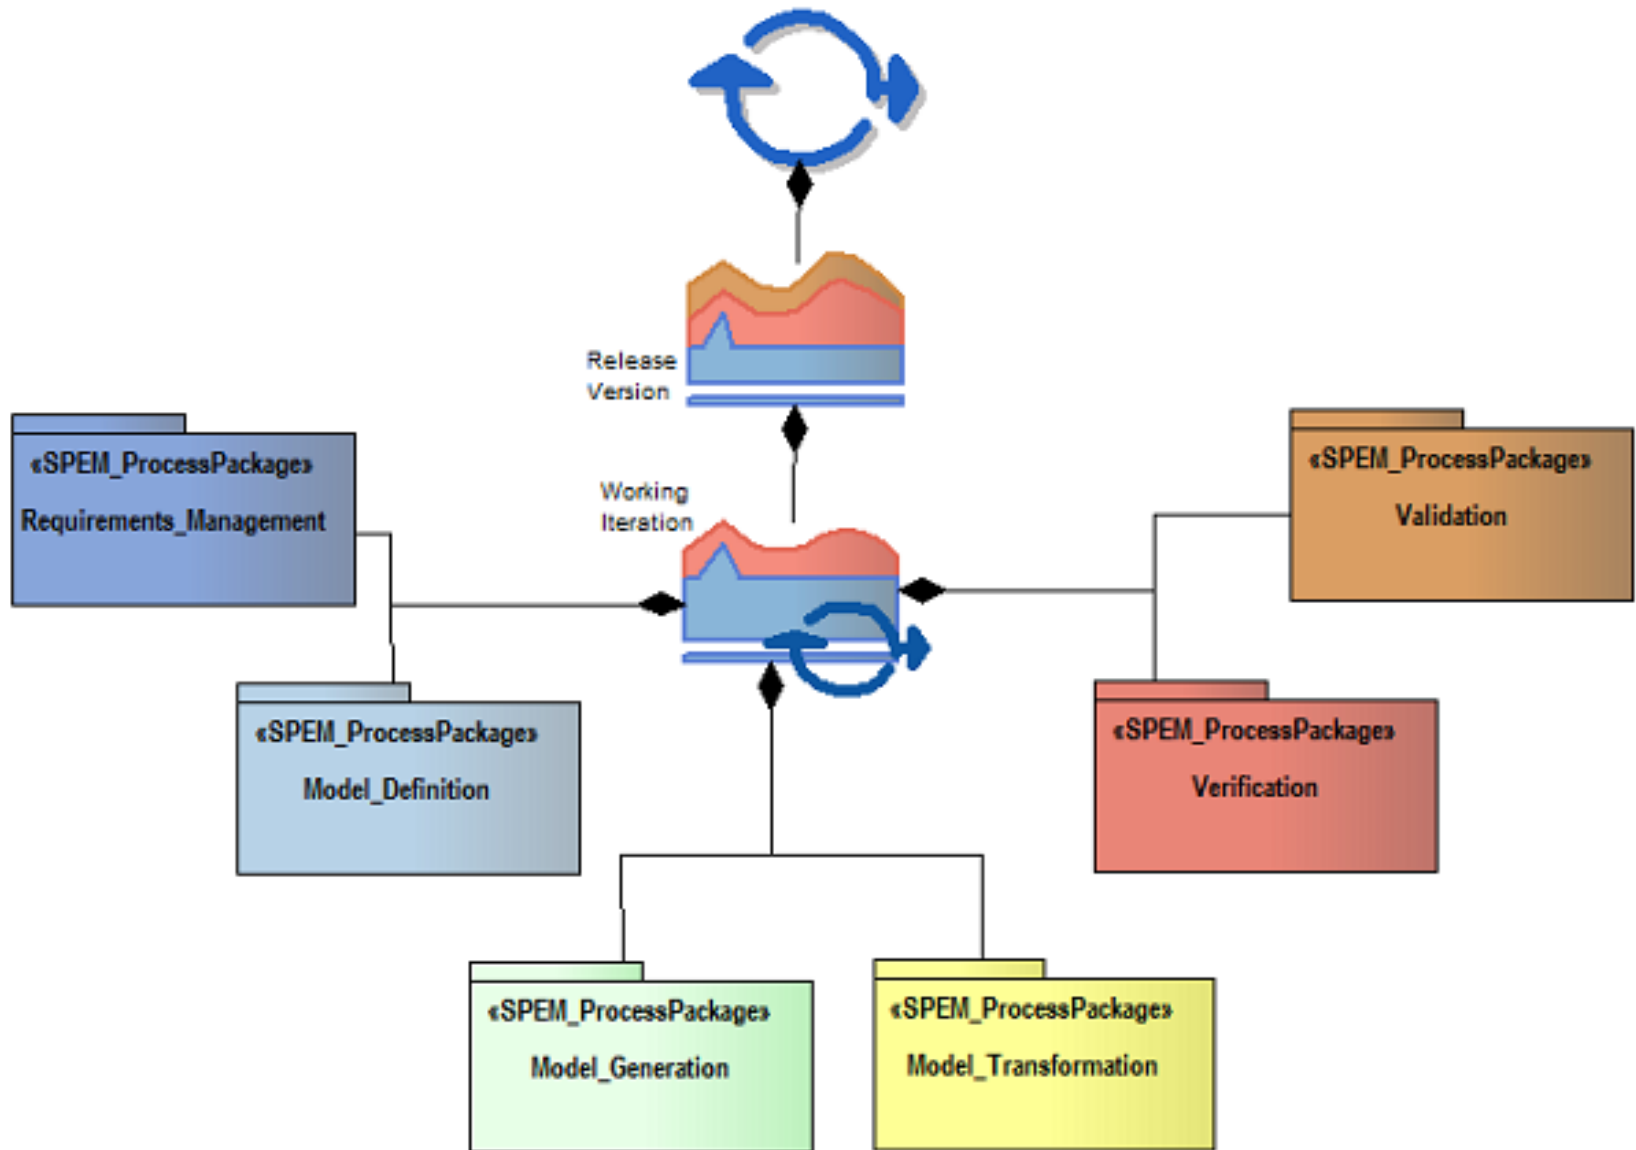 Release
Version
Working
Iteration
«SPEM_ProcessPackage»
Requirements_Management
«SPEM_ProcessPackage»
Validation
«SPEM_ProcessPackage»
Model_Definition
«SPEM_ProcessPackage»
Verification
«SPEM_ProcessPackage»
Model_Generation
«SPEM_ProcessPackage»
Model_Transformation